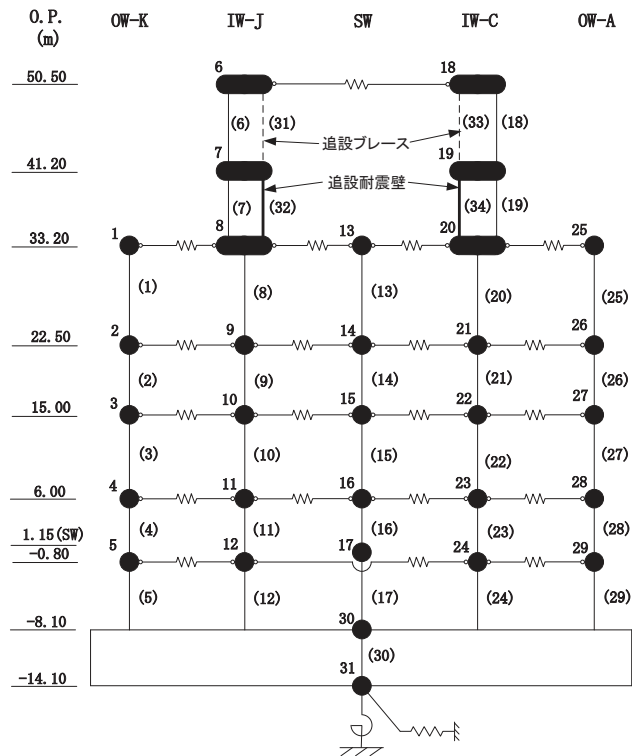 O.P. OW-K IW-J SW IW-C OW-A
(m)
6 18
50.50
(6) (31) (33) (18)
追設ブレース
7 19
41.20
追設耐震壁
(7) (32) (34) (19)
1 8 13 20 25
33.20
(1) (8) (13) (20) (25)
2 9 14 21 26
22.50
(2) (9) (14) (21) (26)
3 10 15 22 27
15.00
(3) (10) (15) (22) (27)
4 11 16 23 28
6.00
(4) (11) (16) (23) (28)
1.15(SW)
5 12 17 24 29
-0.80
(5) (12) (17) (24) (29)
30
-8.10
(30)
31
-14.10